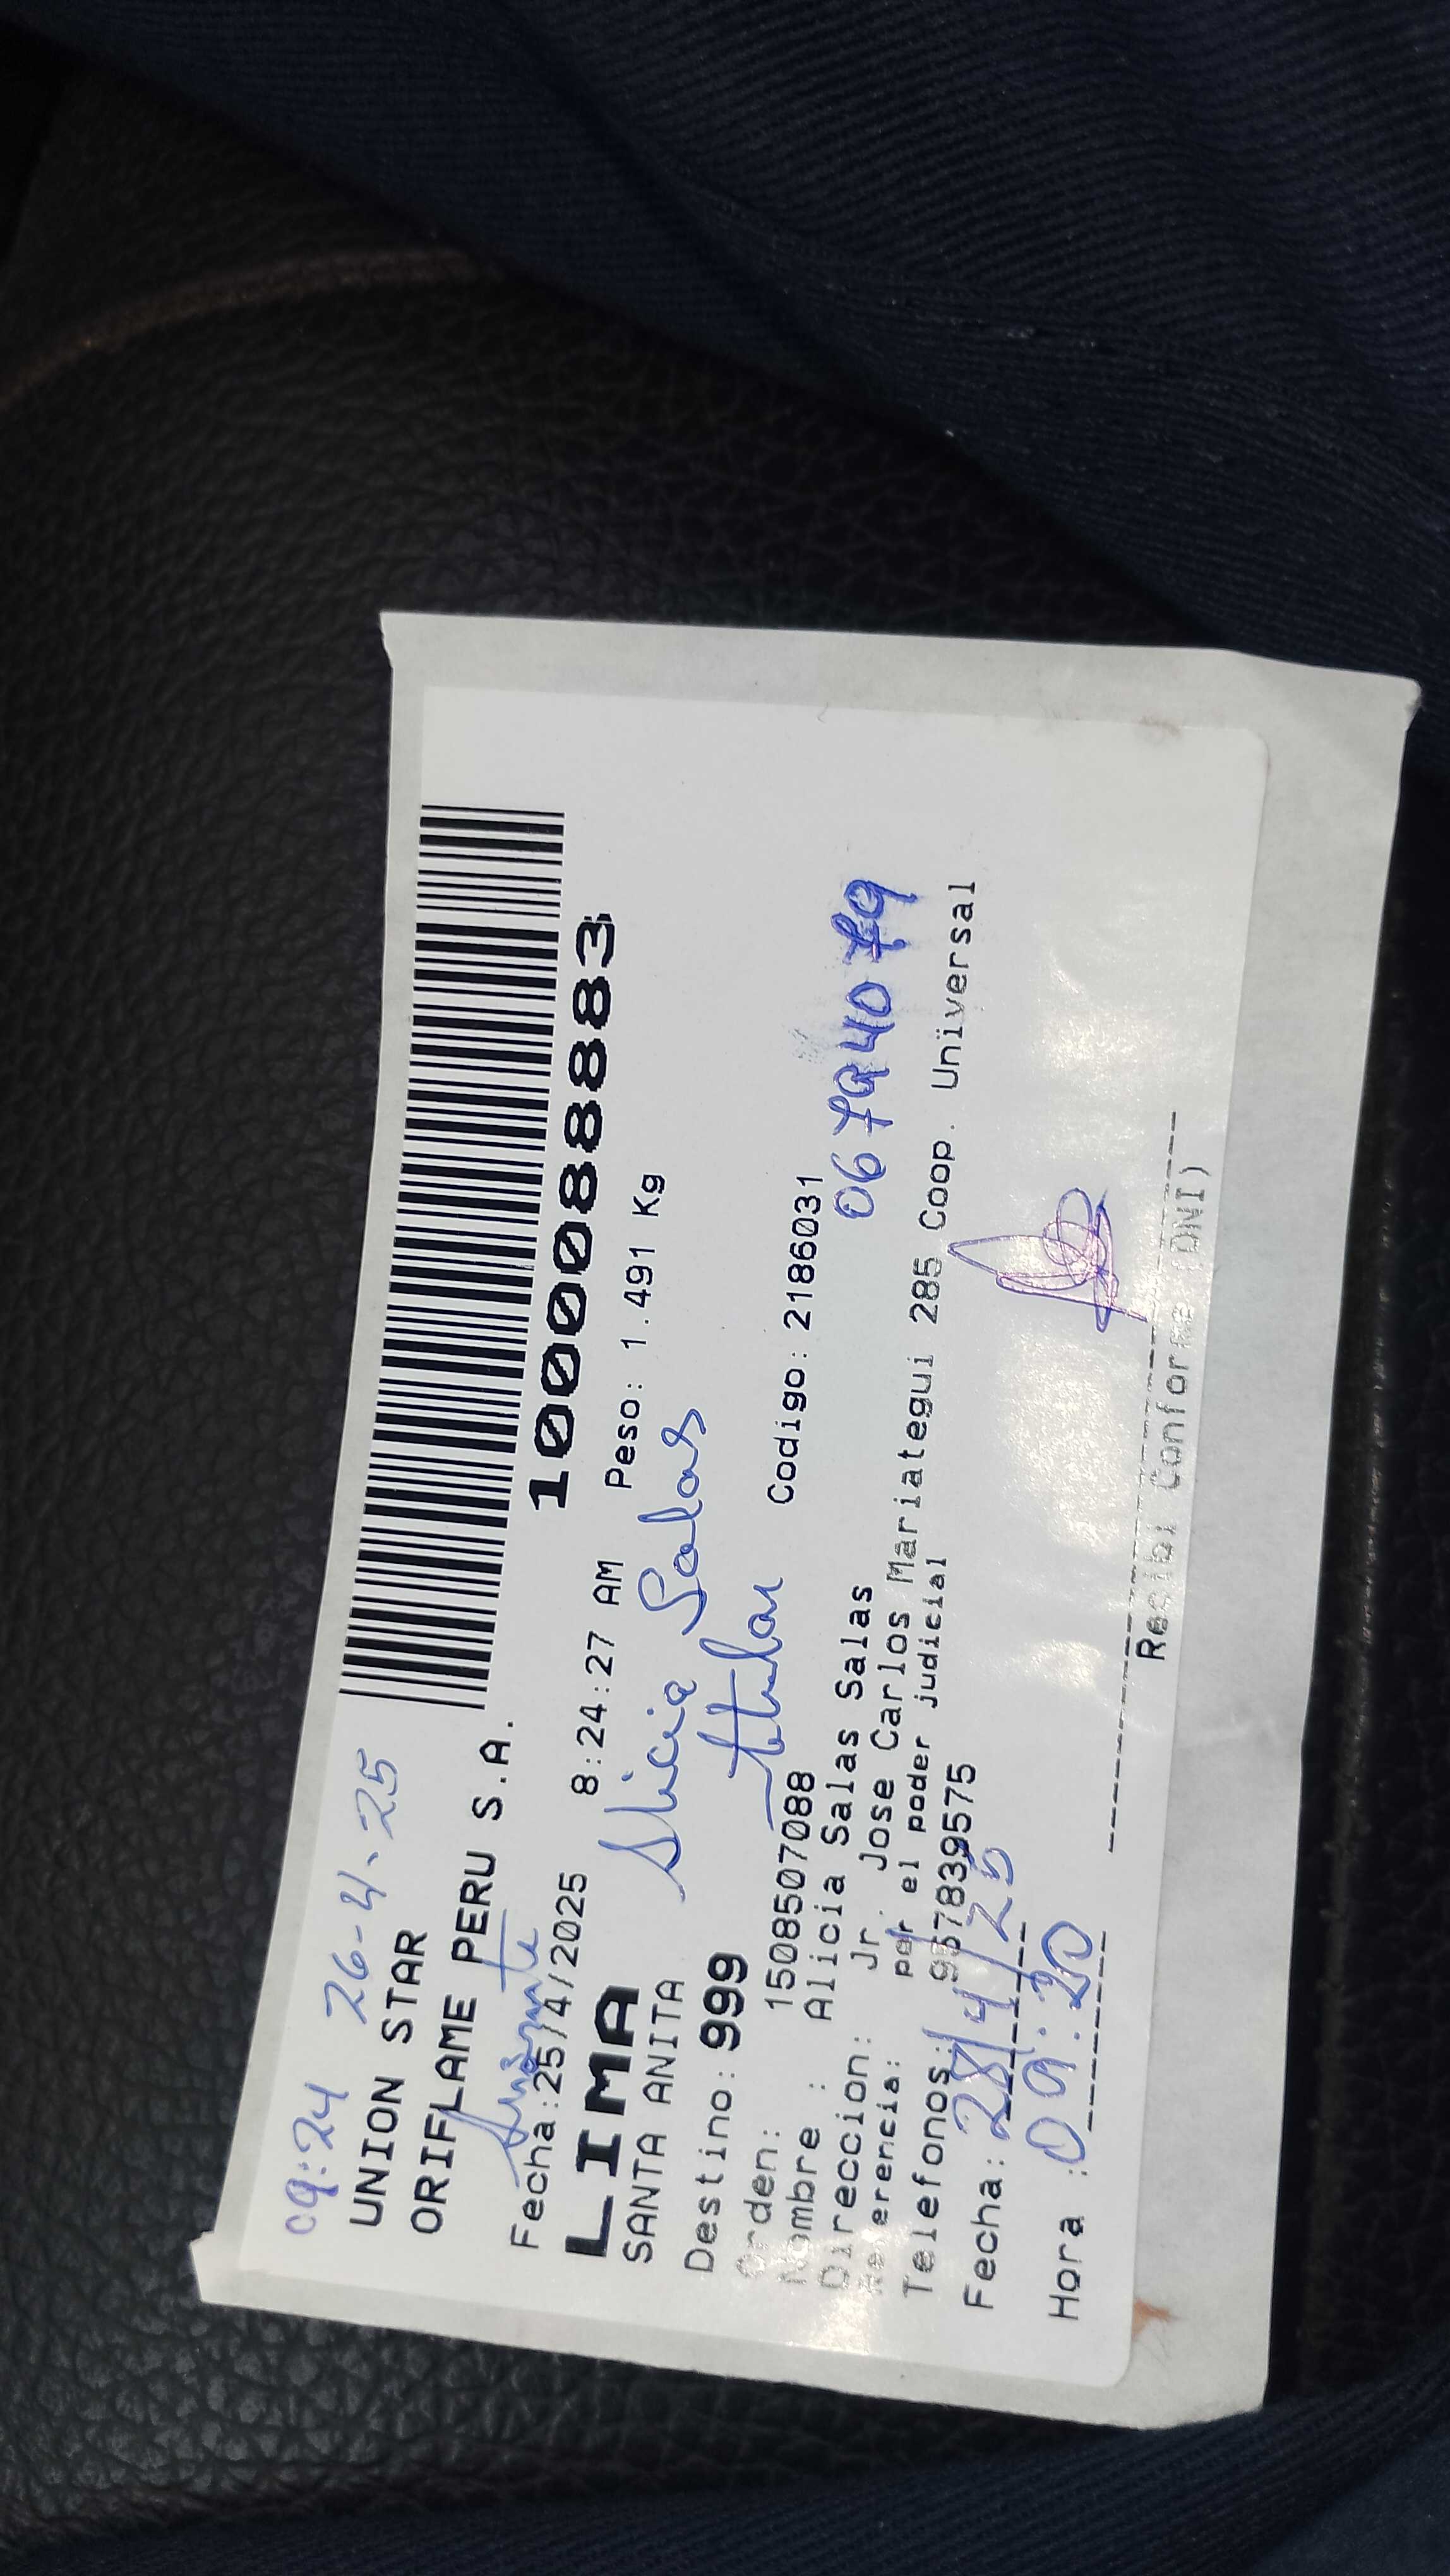 09:24 26-4-25
UNION STAR
ORIFLAME PERU S.A.
1000088883
Fecha:25/4/2025 8:24:27 AM Peso: 1.491 Kg
LIMA
SANTA ANITA
Alicia Salas
Destino: 999
titular
Orden: 1508507088 Codigo: 2186031
Nombre : Alicia Salas Salas
06794079
Direccion: Jr. Jose Carlos Mariategui 285 Coop. Universal
Referencia: por el poder judicial
Telefonos: 957839575
Fecha: 28/4/25
Hora : 09:20
Recibi Conforme (DNI)